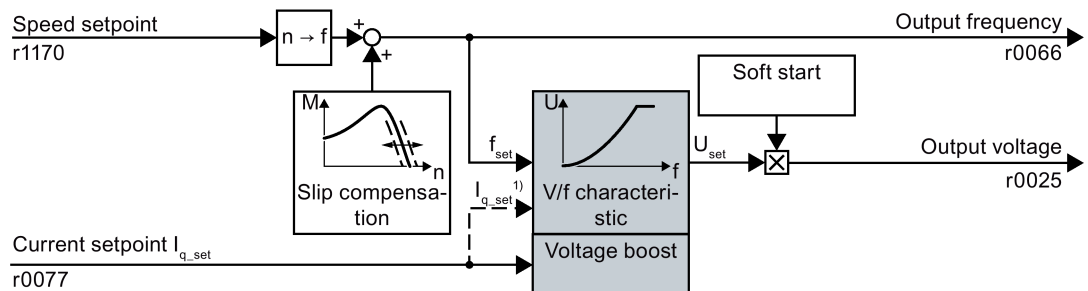 Speed setpoint
r1170
n → f
+
+
Output frequency
r0066
Soft start
M
n
Slip compensa-
tion
f_set
I_q_set 1)
U
f
V/f characteri-
stic
U_set
Output voltage
r0025
Current setpoint I_q_set
r0077
Voltage boost